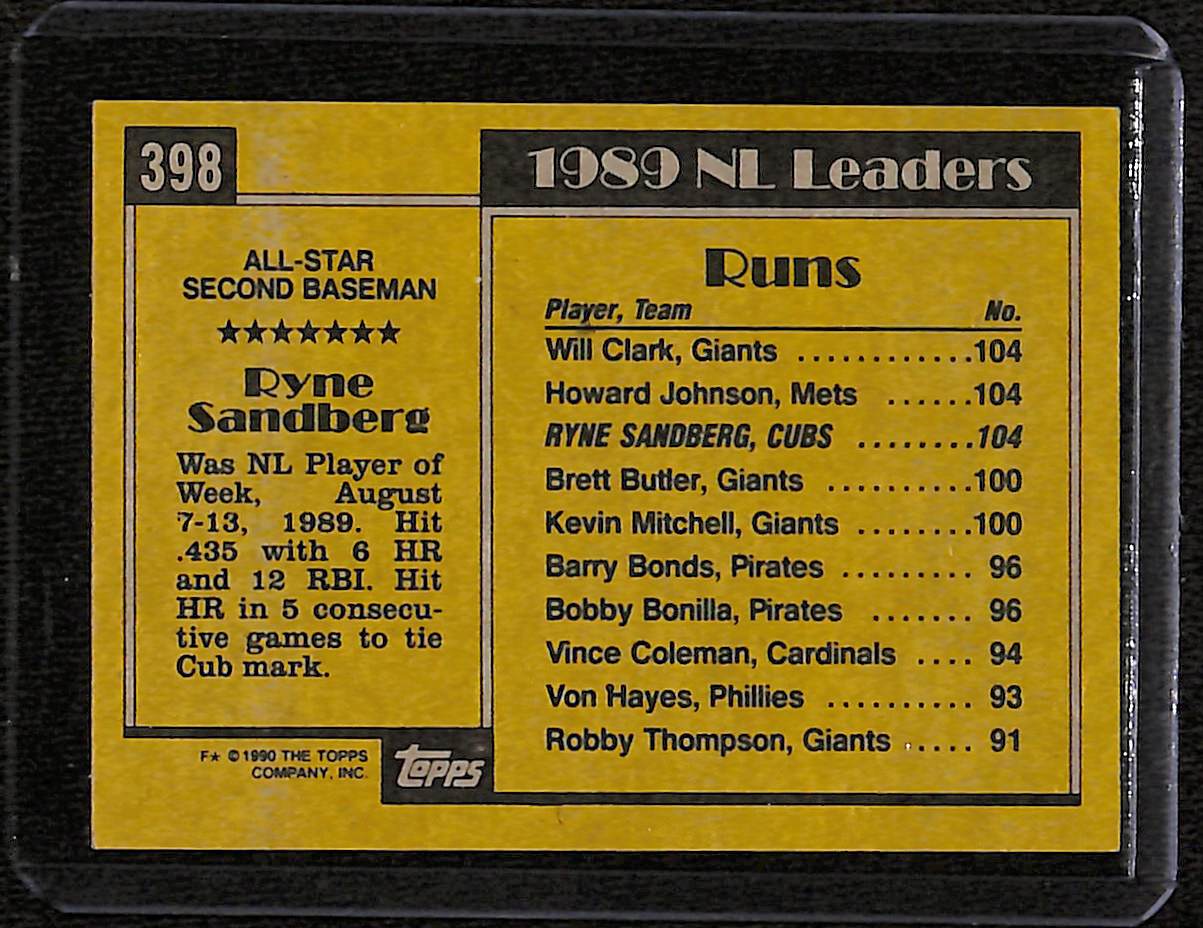 398
ALL-STAR
SECOND BASEMAN
★★★★★★★
Ryne
Sandberg
Was NL Player of
Week, August
7-13, 1989. Hit
.435 with 6 HR
and 12 RBI. Hit
HR in 5 consecu-
tive games to tie
Cub mark.
F★ © 1990 THE TOPPS
COMPANY, INC.
TOPPS
1989 NL Leaders
Runs
Player, Team No.
Will Clark, Giants .............104
Howard Johnson, Mets ......104
RYNE SANDBERG, CUBS ........104
Brett Butler, Giants ..........100
Kevin Mitchell, Giants ........100
Barry Bonds, Pirates ......... 96
Bobby Bonilla, Pirates ....... 96
Vince Coleman, Cardinals .... 94
Von Hayes, Phillies .......... 93
Robby Thompson, Giants ..... 91